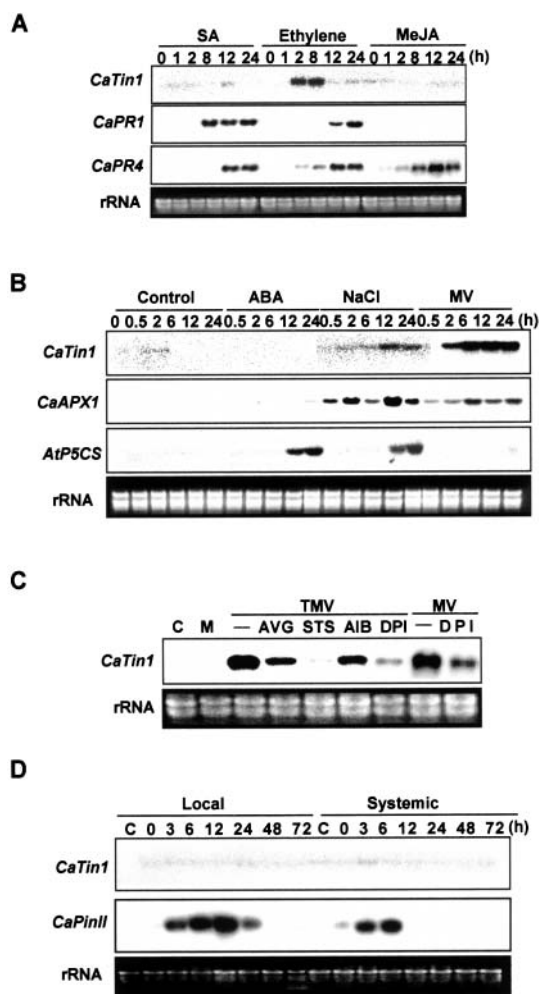 A
SA Ethylene MeJA
0 1 2 8 12 24 0 1 2 8 12 24 0 1 2 8 12 24 (h)
CaTin1
CaPR1
CaPR4
rRNA
B
Control ABA NaCl MV
0 0.5 2 6 12 24 0.5 2 6 12 24 0.5 2 6 12 24 0.5 2 6 12 24 (h)
CaTin1
CaAPX1
AtP5CS
rRNA
C
TMV MV
C M — AVG STS AIB DPI — D P I
CaTin1
rRNA
D
Local Systemic
C 0 3 6 12 24 48 72 C 0 3 6 12 24 48 72 (h)
CaTin1
CaPinII
rRNA